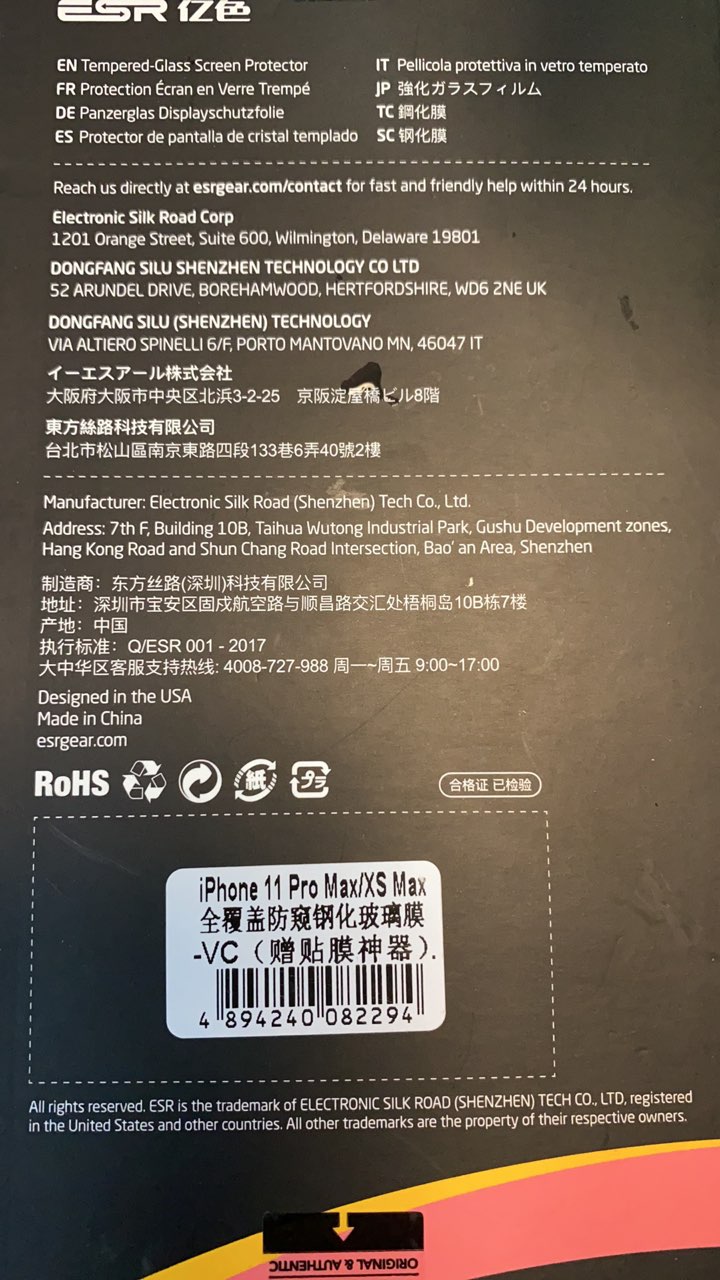 ESR 亿色
EN Tempered-Glass Screen Protector
FR Protection Écran en Verre Trempé
DE Panzerglas Displayschutzfolie
ES Protector de pantalla de cristal templado
IT Pellicola protettiva in vetro temperato
JP 強化ガラスフィルム
TC 鋼化膜
SC 钢化膜
Reach us directly at esrgear.com/contact for fast and friendly help within 24 hours.
Electronic Silk Road Corp
1201 Orange Street, Suite 600, Wilmington, Delaware 19801
DONGFANG SILU SHENZHEN TECHNOLOGY CO LTD
52 ARUNDEL DRIVE, BOREHAMWOOD, HERTFORDSHIRE, WD6 2NE UK
DONGFANG SILU (SHENZHEN) TECHNOLOGY
VIA ALTIERO SPINELLI 6/F, PORTO MANTOVANO MN, 46047 IT
イーエスアール株式会社
大阪府大阪市中央区北浜3-2-25 京阪淀屋橋ビル8階
東方絲路科技有限公司
台北市松山區南京東路四段133巷6弄40號2樓
Manufacturer: Electronic Silk Road (Shenzhen) Tech Co., Ltd.
Address: 7th F, Building 10B, Taihua Wutong Industrial Park, Gushu Development zones,
Hang Kong Road and Shun Chang Road Intersection, Bao' an Area, Shenzhen
制造商：东方丝路(深圳)科技有限公司
地址：深圳市宝安区固戍航空路与顺昌路交汇处梧桐岛10B栋7楼
产地：中国
执行标准：Q/ESR 001 - 2017
大中华区客服支持热线: 4008-727-988 周一~周五 9:00~17:00
Designed in the USA
Made in China
esrgear.com
RoHS 紙 プラ
合格证 已检验
iPhone 11 Pro Max/XS Max
全覆盖防窥钢化玻璃膜
-VC（赠贴膜神器）.
4 894240 082294
All rights reserved. ESR is the trademark of ELECTRONIC SILK ROAD (SHENZHEN) TECH CO., LTD, registered
in the United States and other countries. All other trademarks are the property of their respective owners.
ORIGINAL & AUTHENTIC